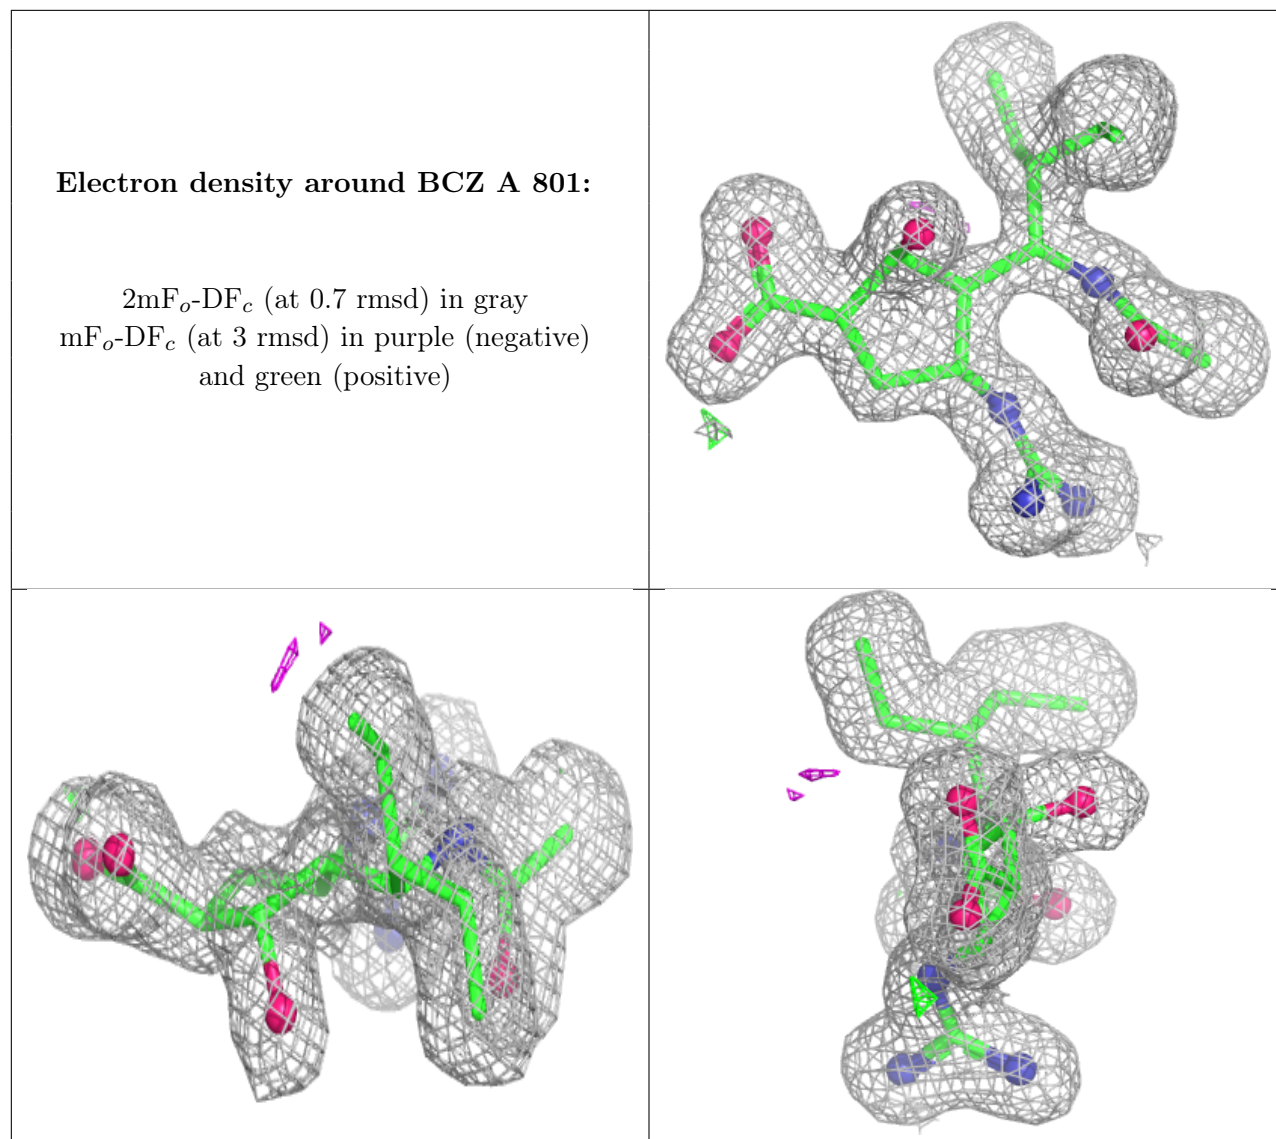 Electron density around BCZ A 801:
2mFₒ-DF𝒸 (at 0.7 rmsd) in gray
mFₒ-DF𝒸 (at 3 rmsd) in purple (negative)
and green (positive)